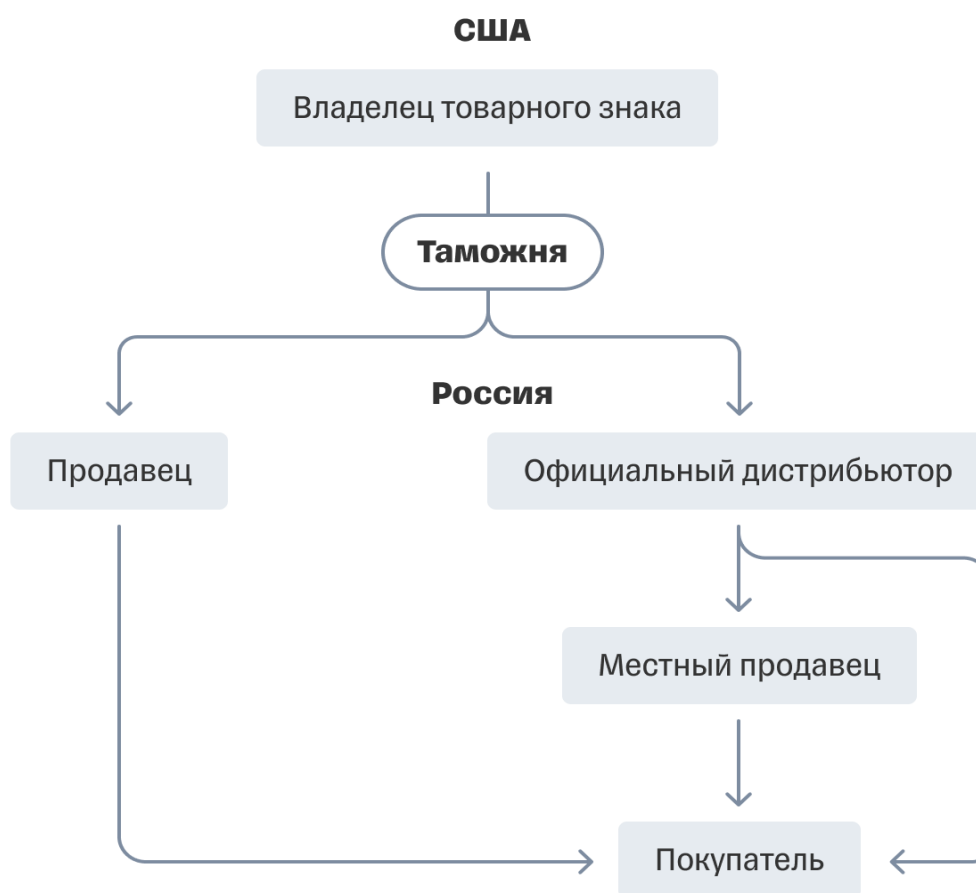 США
Владелец товарного знака
Таможня
Россия
Продавец
Официальный дистрибьютор
Местный продавец
Покупатель